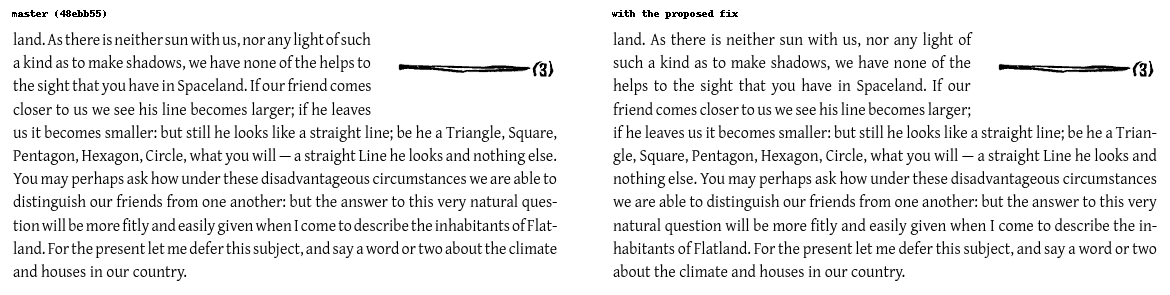 master (48ebb55)
land. As there is neither sun with us, nor any light of such
a kind as to make shadows, we have none of the helps to
the sight that you have in Spaceland. If our friend comes
closer to us we see his line becomes larger; if he leaves
(3)
us it becomes smaller: but still he looks like a straight line; be he a Triangle, Square,
Pentagon, Hexagon, Circle, what you will — a straight Line he looks and nothing else.
You may perhaps ask how under these disadvantageous circumstances we are able to
distinguish our friends from one another: but the answer to this very natural ques-
tion will be more fitly and easily given when I come to describe the inhabitants of Flat-
land. For the present let me defer this subject, and say a word or two about the climate
and houses in our country.
with the proposed fix
land. As there is neither sun with us, nor any light of
such a kind as to make shadows, we have none of the
helps to the sight that you have in Spaceland. If our
friend comes closer to us we see his line becomes larger;
(3)
if he leaves us it becomes smaller: but still he looks like a straight line; be he a Trian-
gle, Square, Pentagon, Hexagon, Circle, what you will — a straight Line he looks and
nothing else. You may perhaps ask how under these disadvantageous circumstances
we are able to distinguish our friends from one another: but the answer to this very
natural question will be more fitly and easily given when I come to describe the in-
habitants of Flatland. For the present let me defer this subject, and say a word or two
about the climate and houses in our country.